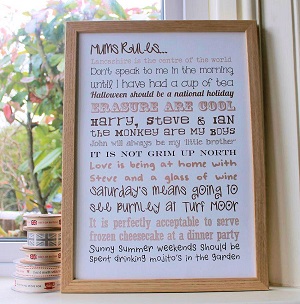 Mums Rules...
Lancashire is the centre of the world
Don't speak to me in the morning
until I have had a cup of tea
Halloween should be a national holiday
ERASURE ARE COOL
Harry, Steve & Ian
the monkey are my boys
John will always be my little brother
IT IS NOT GRIM UP NORTH
Love is being at home with
Steve and a glass of wine
Saturday's means going to
see Burnley at Turf Moor
It is perfectly acceptable to serve
frozen cheesecake at a dinner party
Sunny Summer weekends should be
spent drinking mojito's in the garden